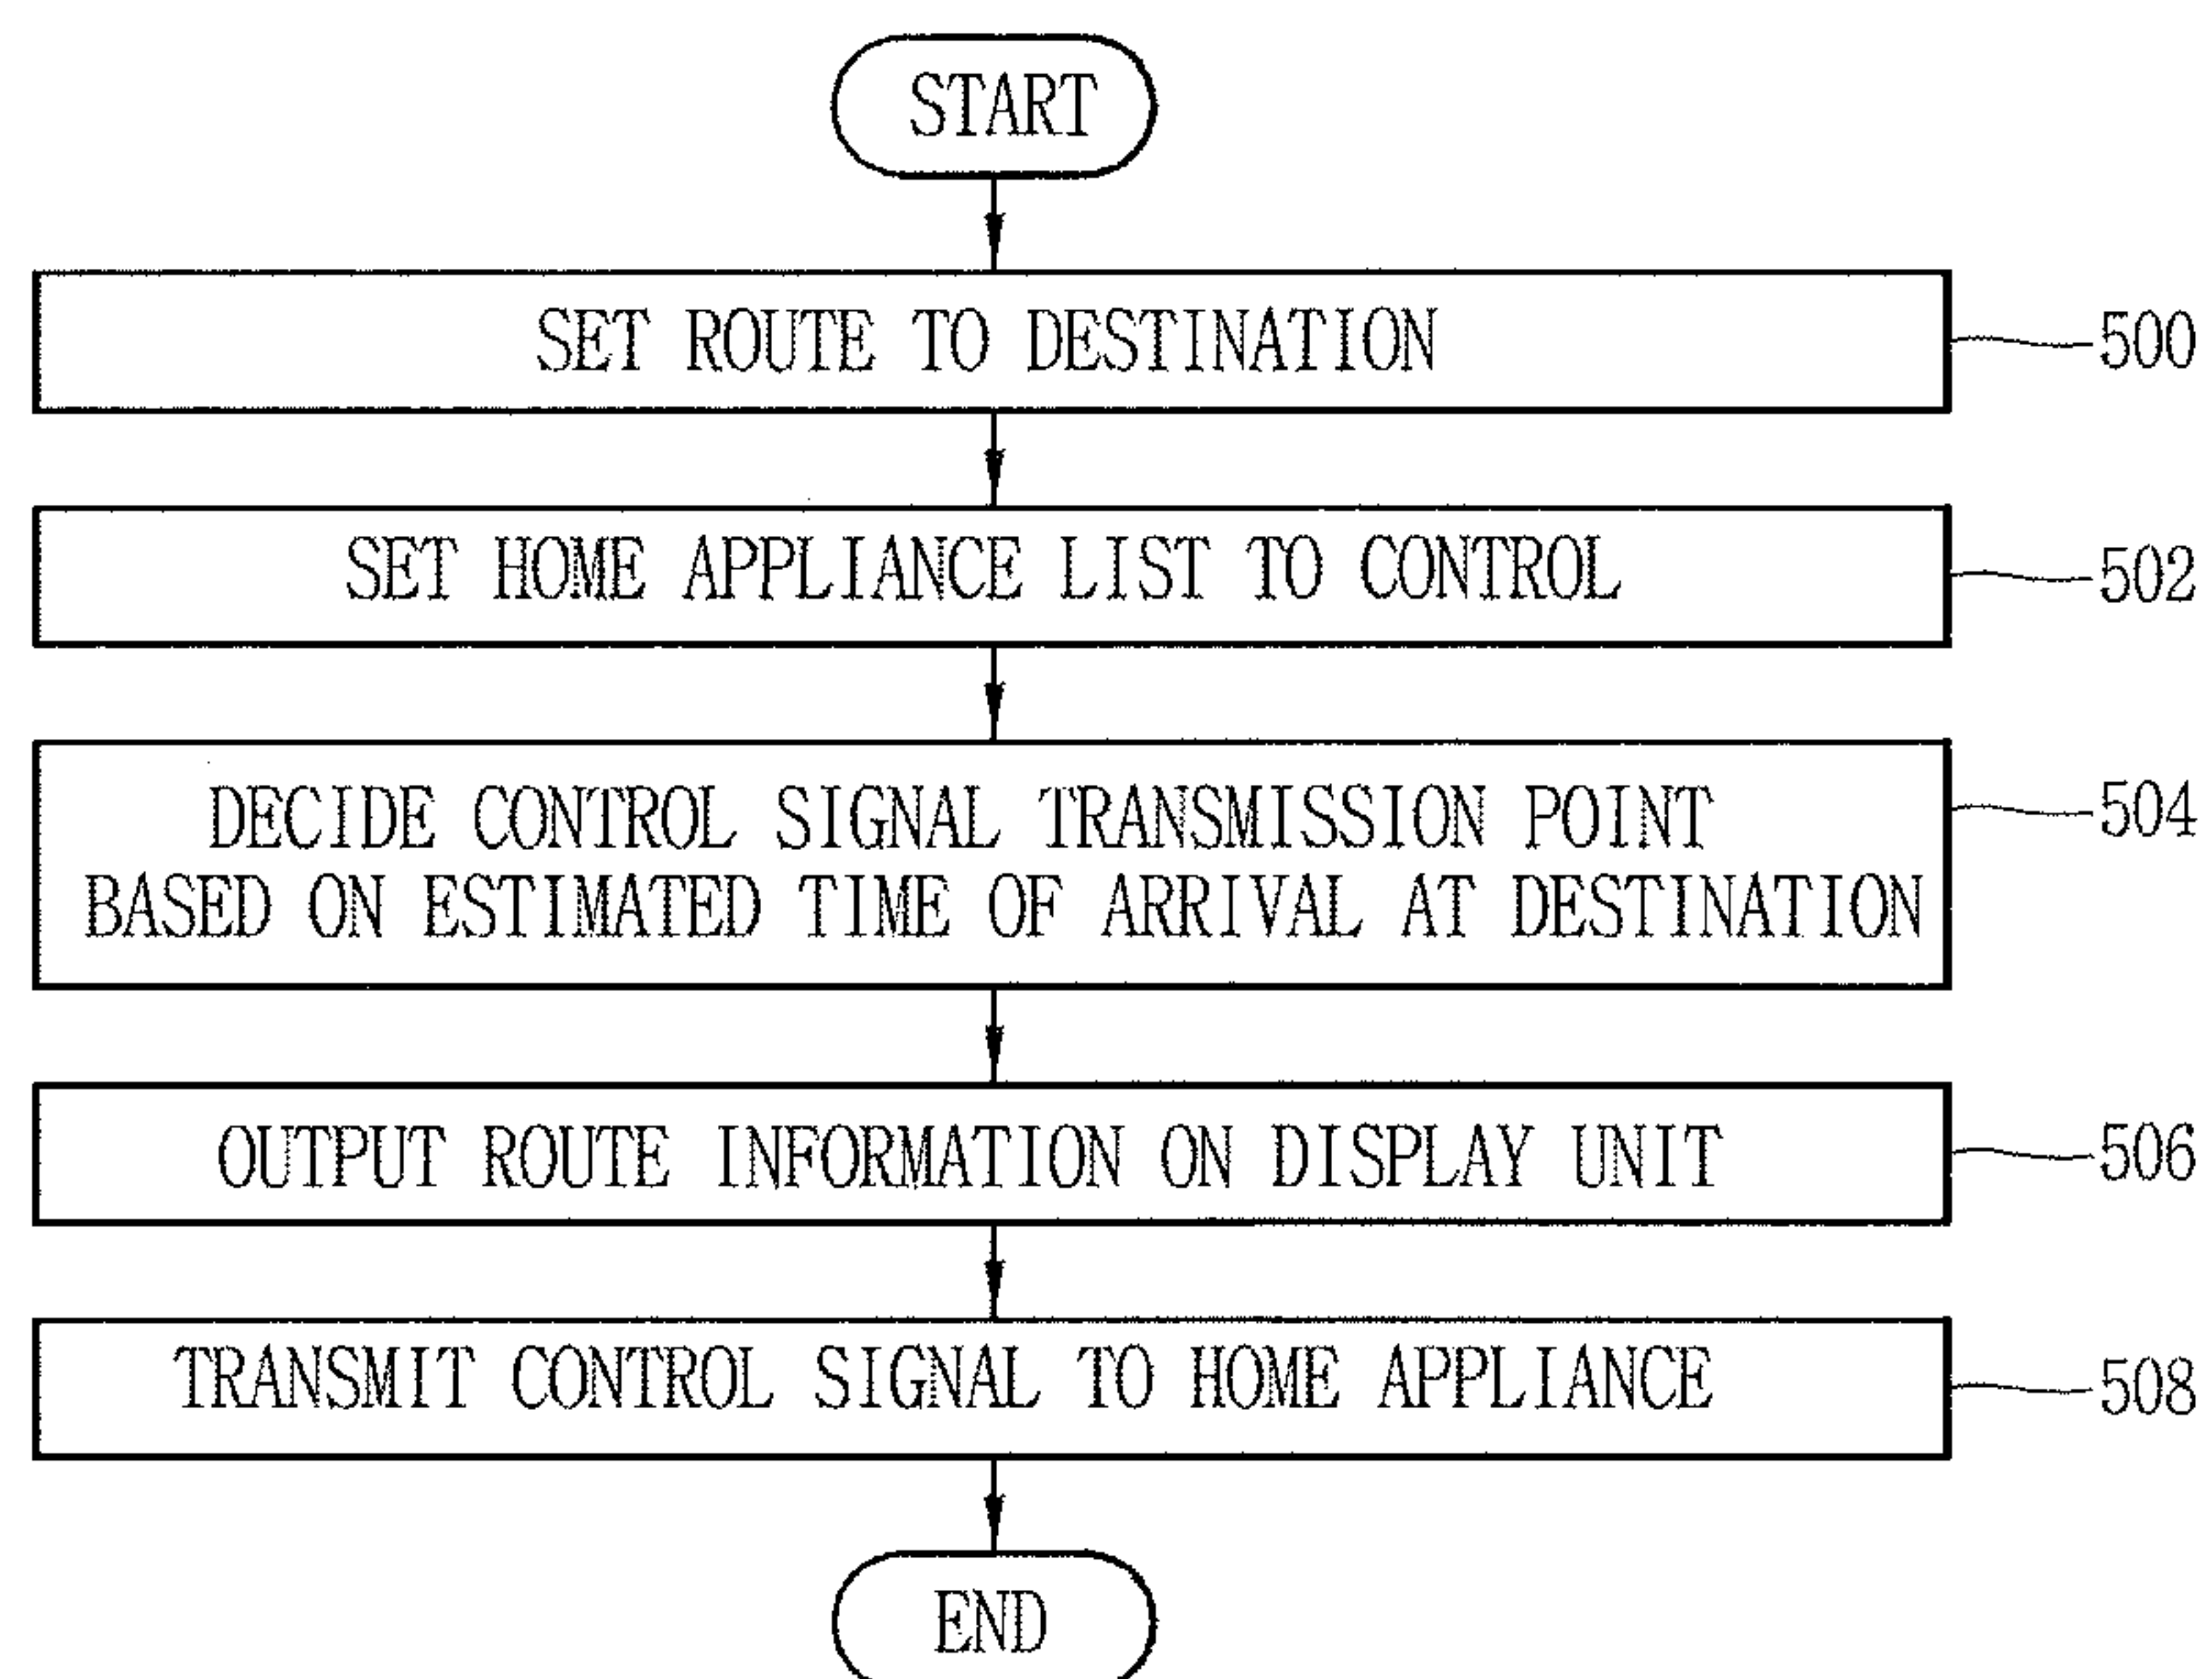 START
SET ROUTE TO DESTINATION
500
SET HOME APPLIANCE LIST TO CONTROL
502
DECIDE CONTROL SIGNAL TRANSMISSION POINT
BASED ON ESTIMATED TIME OF ARRIVAL AT DESTINATION
504
OUTPUT ROUTE INFORMATION ON DISPLAY UNIT
506
TRANSMIT CONTROL SIGNAL TO HOME APPLIANCE
508
END